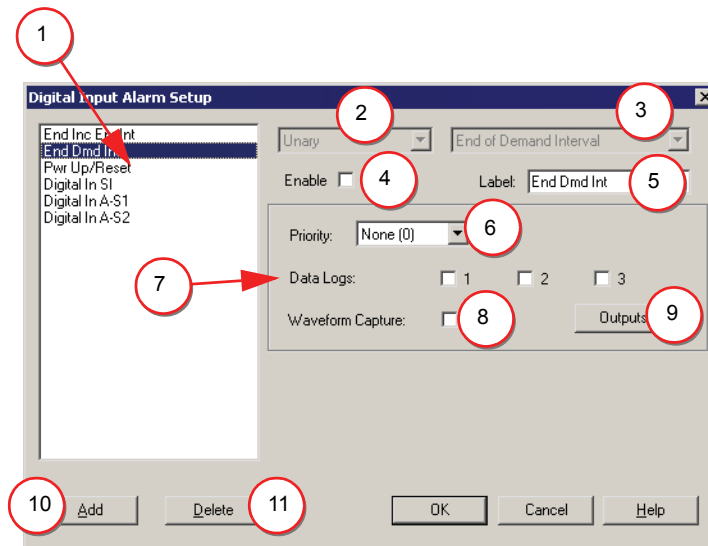 1
Digital Input Alarm Setup
2
3
End Inc En Int
End Dmd Int
Pwr Up/Reset
Digital In SI
Digital In A-S1
Digital In A-S2
Unary
End of Demand Interval
Enable
4
Label: End Dmd Int
5
Priority: None (0)
6
7
Data Logs: 1 2 3
Waveform Capture:
8
Outputs
9
10
Add
Delete
11
OK
Cancel
Help